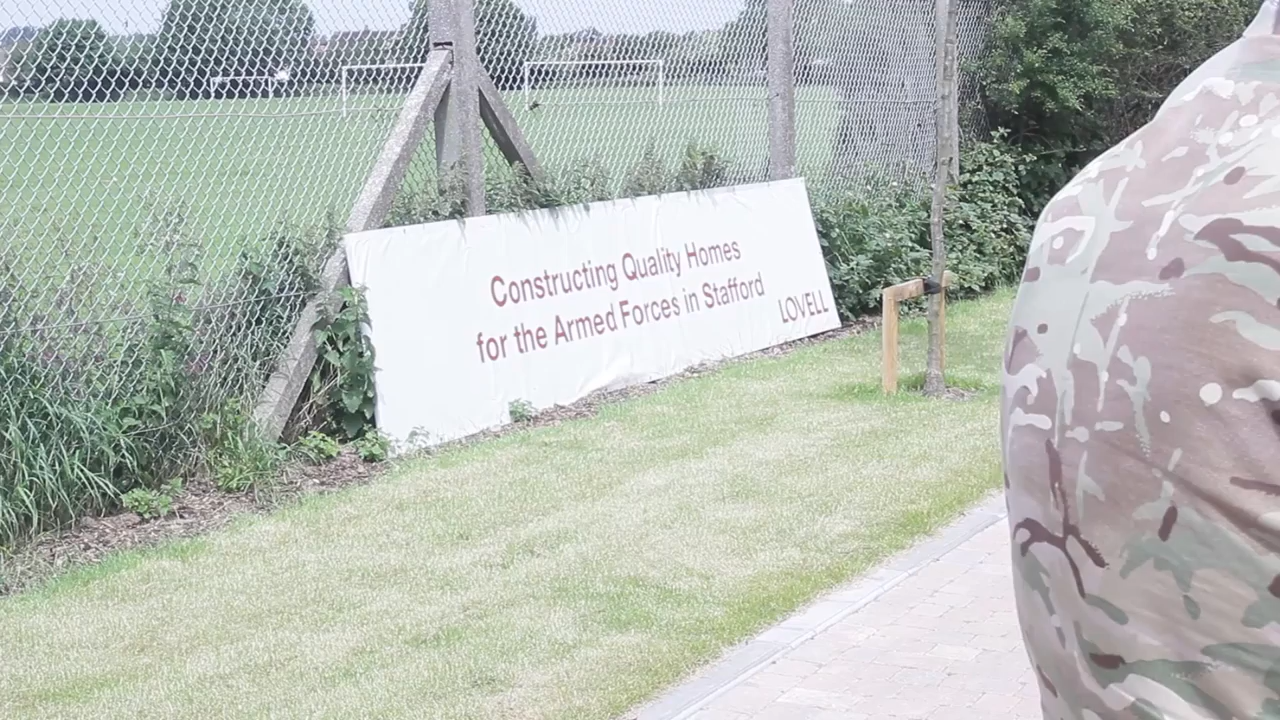 Constructing Quality Homes
for the Armed Forces in Stafford
LOVELL